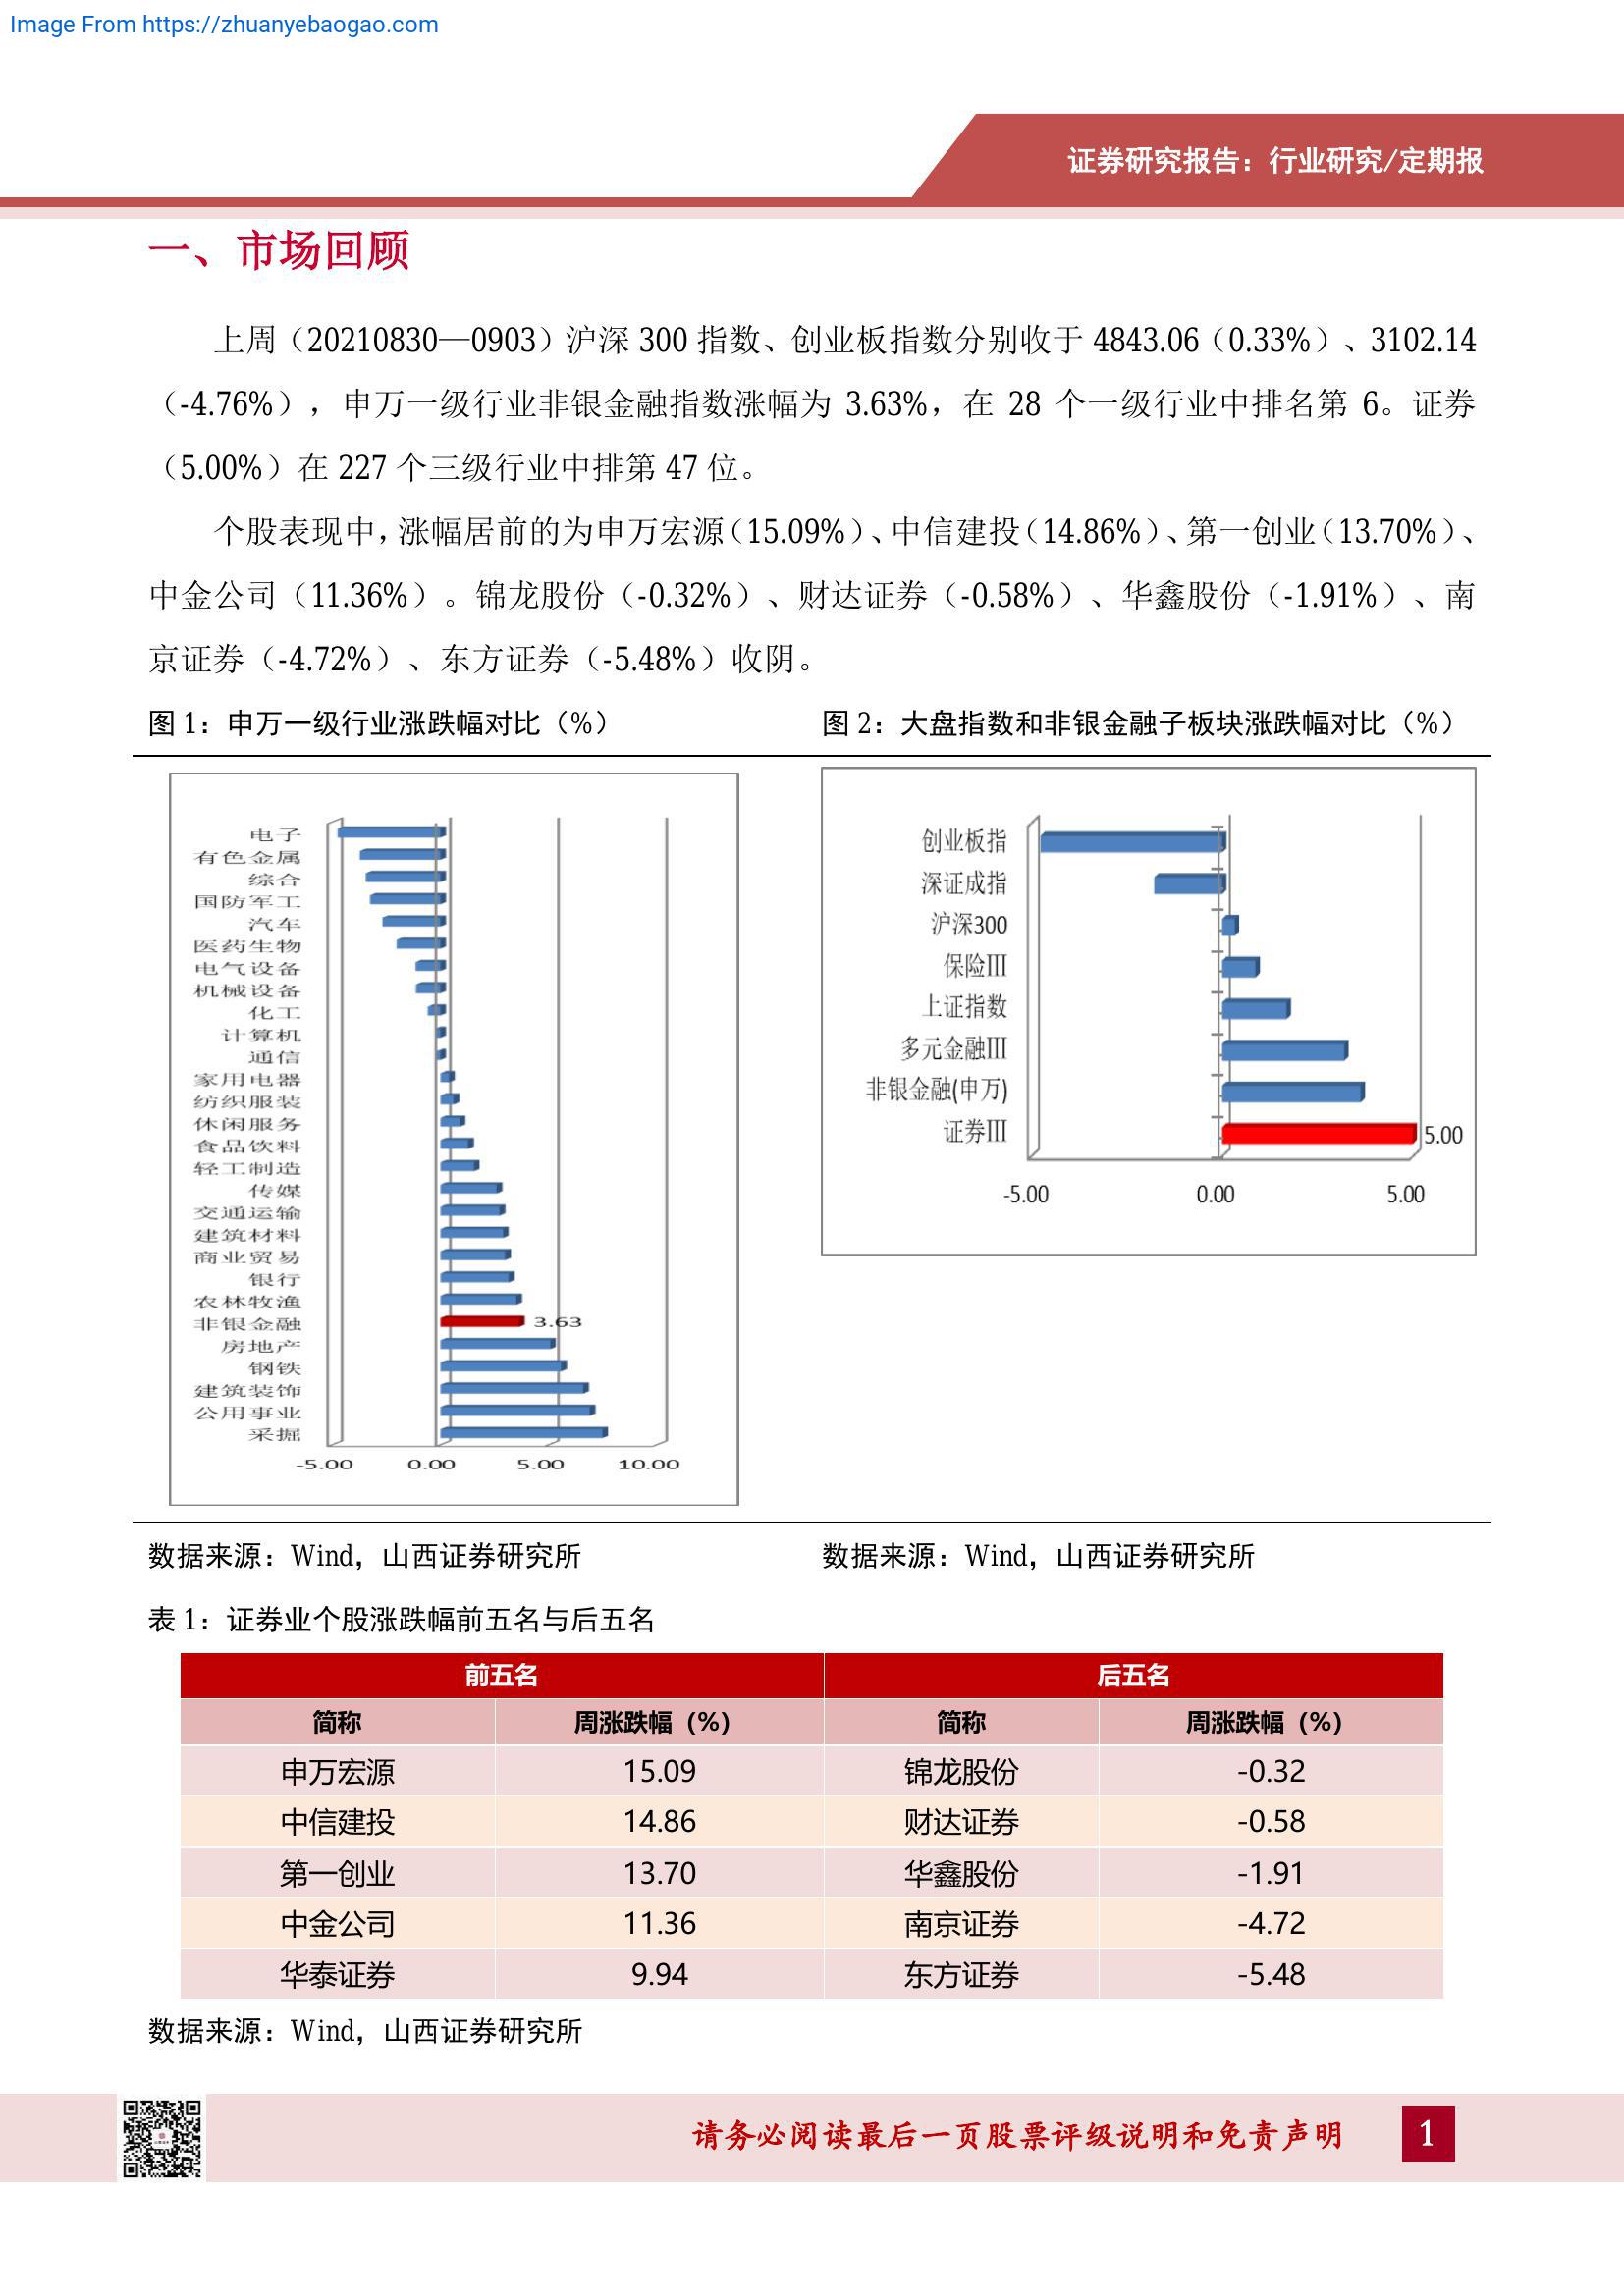 Image From https://zhuanyebaogao.com
证券研究报告：行业研究/定期报
一、市场回顾
上周（20210830—0903）沪深 300 指数、创业板指数分别收于 4843.06（0.33%）、3102.14
（-4.76%），申万一级行业非银金融指数涨幅为 3.63%，在 28 个一级行业中排名第 6。证券
（5.00%）在 227 个三级行业中排第 47 位。
个股表现中，涨幅居前的为申万宏源（15.09%）、中信建投（14.86%）、第一创业（13.70%）、
中金公司（11.36%）。锦龙股份（-0.32%）、财达证券（-0.58%）、华鑫股份（-1.91%）、南
京证券（-4.72%）、东方证券（-5.48%）收阴。
图 1：申万一级行业涨跌幅对比（%）
电子
有色金属
综合
国防军工
汽车
医药生物
电气设备
机械设备
化工
计算机
通信
家用电器
纺织服装
休闲服务
食品饮料
轻工制造
传媒
交通运输
建筑材料
商业贸易
银行
农林牧渔
非银金融 3.63
房地产
钢铁
建筑装饰
公用事业
采掘
-5.00 0.00 5.00 10.00
图 2：大盘指数和非银金融子板块涨跌幅对比（%）
创业板指
深证成指
沪深300
保险III
上证指数
多元金融III
非银金融(申万)
证券III 5.00
-5.00 0.00 5.00
数据来源：Wind，山西证券研究所
数据来源：Wind，山西证券研究所
表 1：证券业个股涨跌幅前五名与后五名
前五名 后五名
简称 周涨跌幅（%） 简称 周涨跌幅（%）
申万宏源 15.09 锦龙股份 -0.32
中信建投 14.86 财达证券 -0.58
第一创业 13.70 华鑫股份 -1.91
中金公司 11.36 南京证券 -4.72
华泰证券 9.94 东方证券 -5.48
数据来源：Wind，山西证券研究所
请务必阅读最后一页股票评级说明和免责声明 1